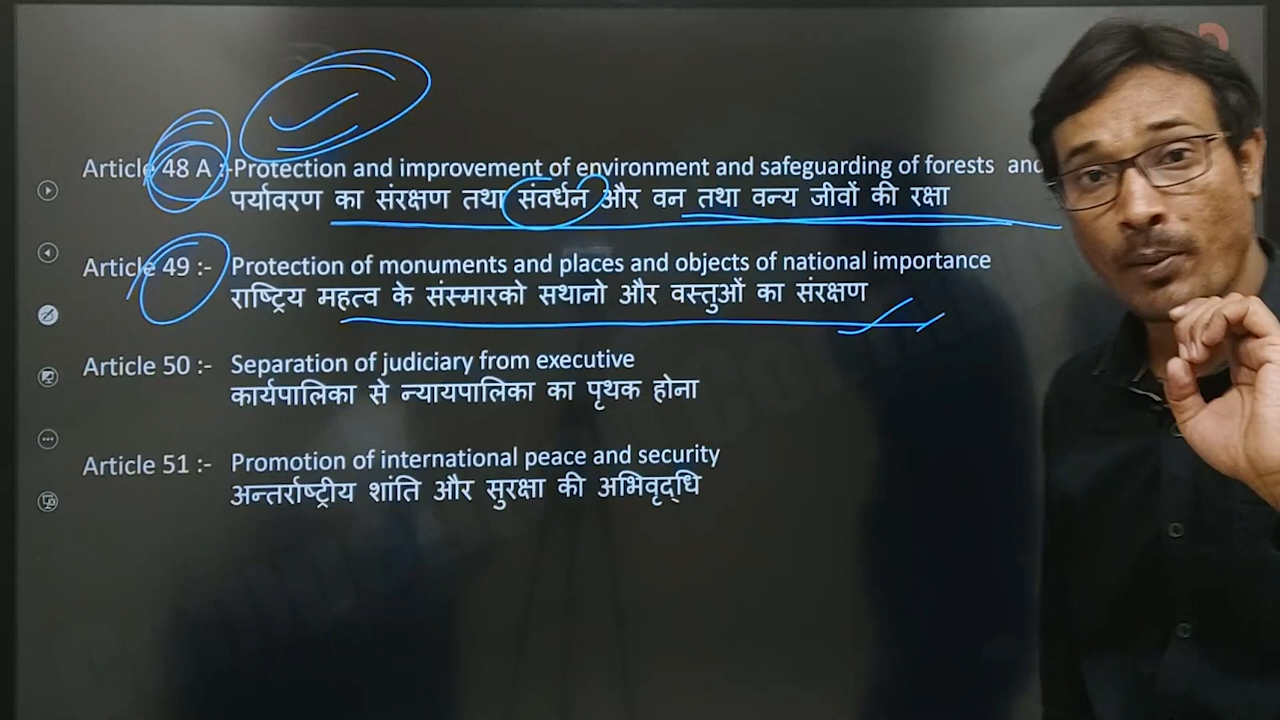 Article 48 A :- Protection and improvement of environment and safeguarding of forests and
पर्यावरण का संरक्षण तथा संवर्धन और वन तथा वन्य जीवों की रक्षा
Article 49 :- Protection of monuments and places and objects of national importance
राष्ट्रिय महत्व के संस्मारको सथानो और वस्तुओं का संरक्षण
Article 50 :- Separation of judiciary from executive
कार्यपालिका से न्यायपालिका का पृथक होना
Article 51 :- Promotion of international peace and security
अन्तर्राष्ट्रीय शांति और सुरक्षा की अभिवृद्धि